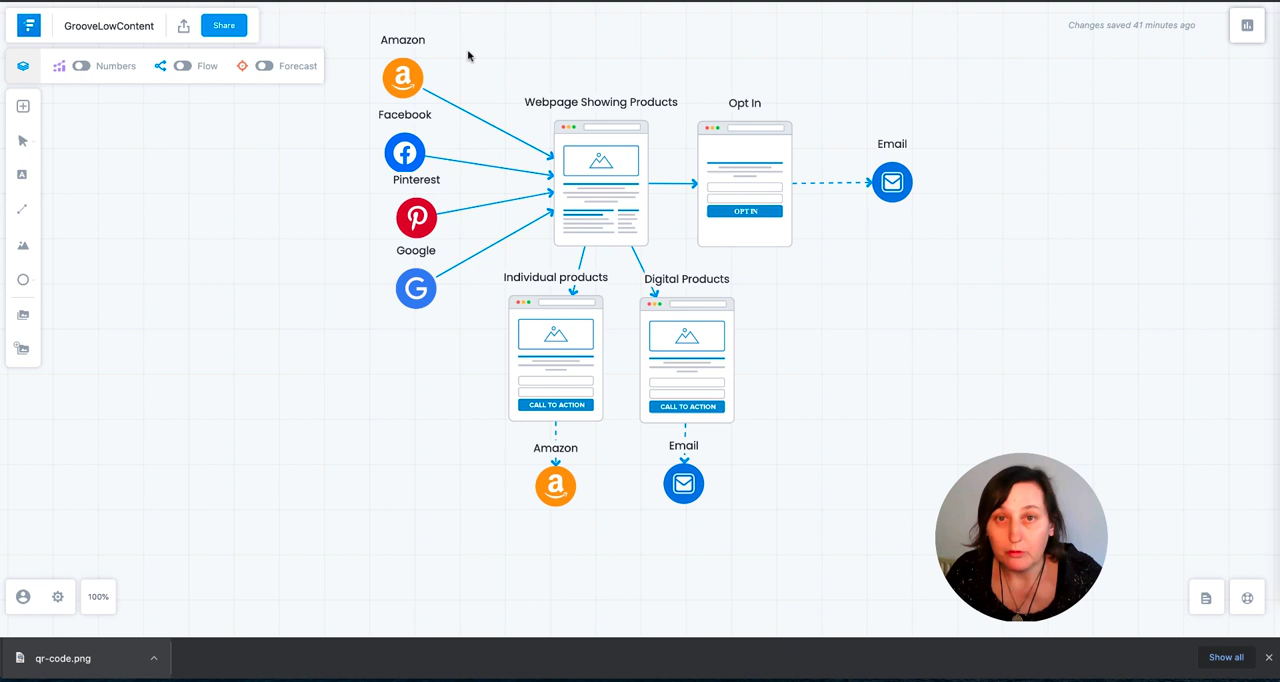 GrooveLowContent
Share
Changes saved 41 minutes ago
Numbers
Flow
Forecast
Amazon
Facebook
Pinterest
Google
Webpage Showing Products
Opt In
OPT IN
Email
Individual products
Digital Products
CALL TO ACTION
CALL TO ACTION
Amazon
Email
100%
qr-code.png
Show all